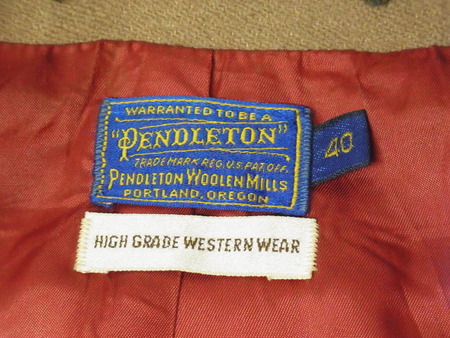 WARRANTED TO BE A
"PENDLETON"
TRADE MARK REG. U.S. PAT. OFF.
PENDLETON WOOLEN MILLS
PORTLAND, OREGON
40
HIGH GRADE WESTERN WEAR